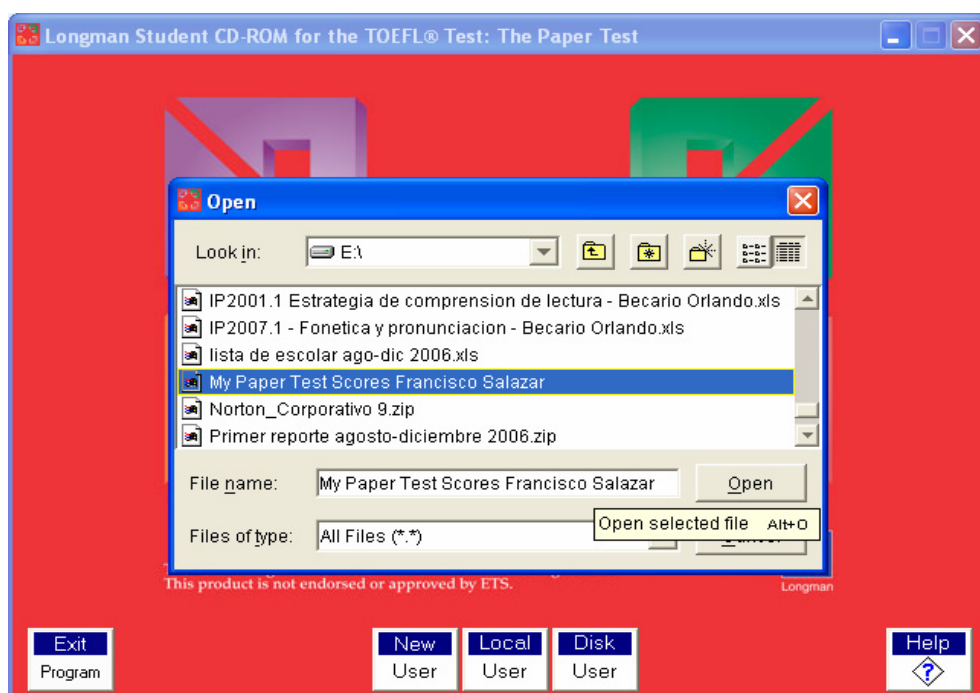 Longman Student CD-ROM for the TOEFL® Test: The Paper Test
Open
Look in:
E:\
IP2001.1 Estrategia de comprension de lectura - Becario Orlando.xls
IP2007.1 - Fonetica y pronunciacion - Becario Orlando.xls
lista de escolar ago-dic 2006.xls
My Paper Test Scores Francisco Salazar
Norton_Corporativo 9.zip
Primer reporte agosto-diciembre 2006.zip
File name:
My Paper Test Scores Francisco Salazar
Open
Open selected file Alt+O
Files of type:
All Files (*.*)
This product is not endorsed or approved by ETS.
Longman
Exit
Program
New
User
Local
User
Disk
User
Help
?